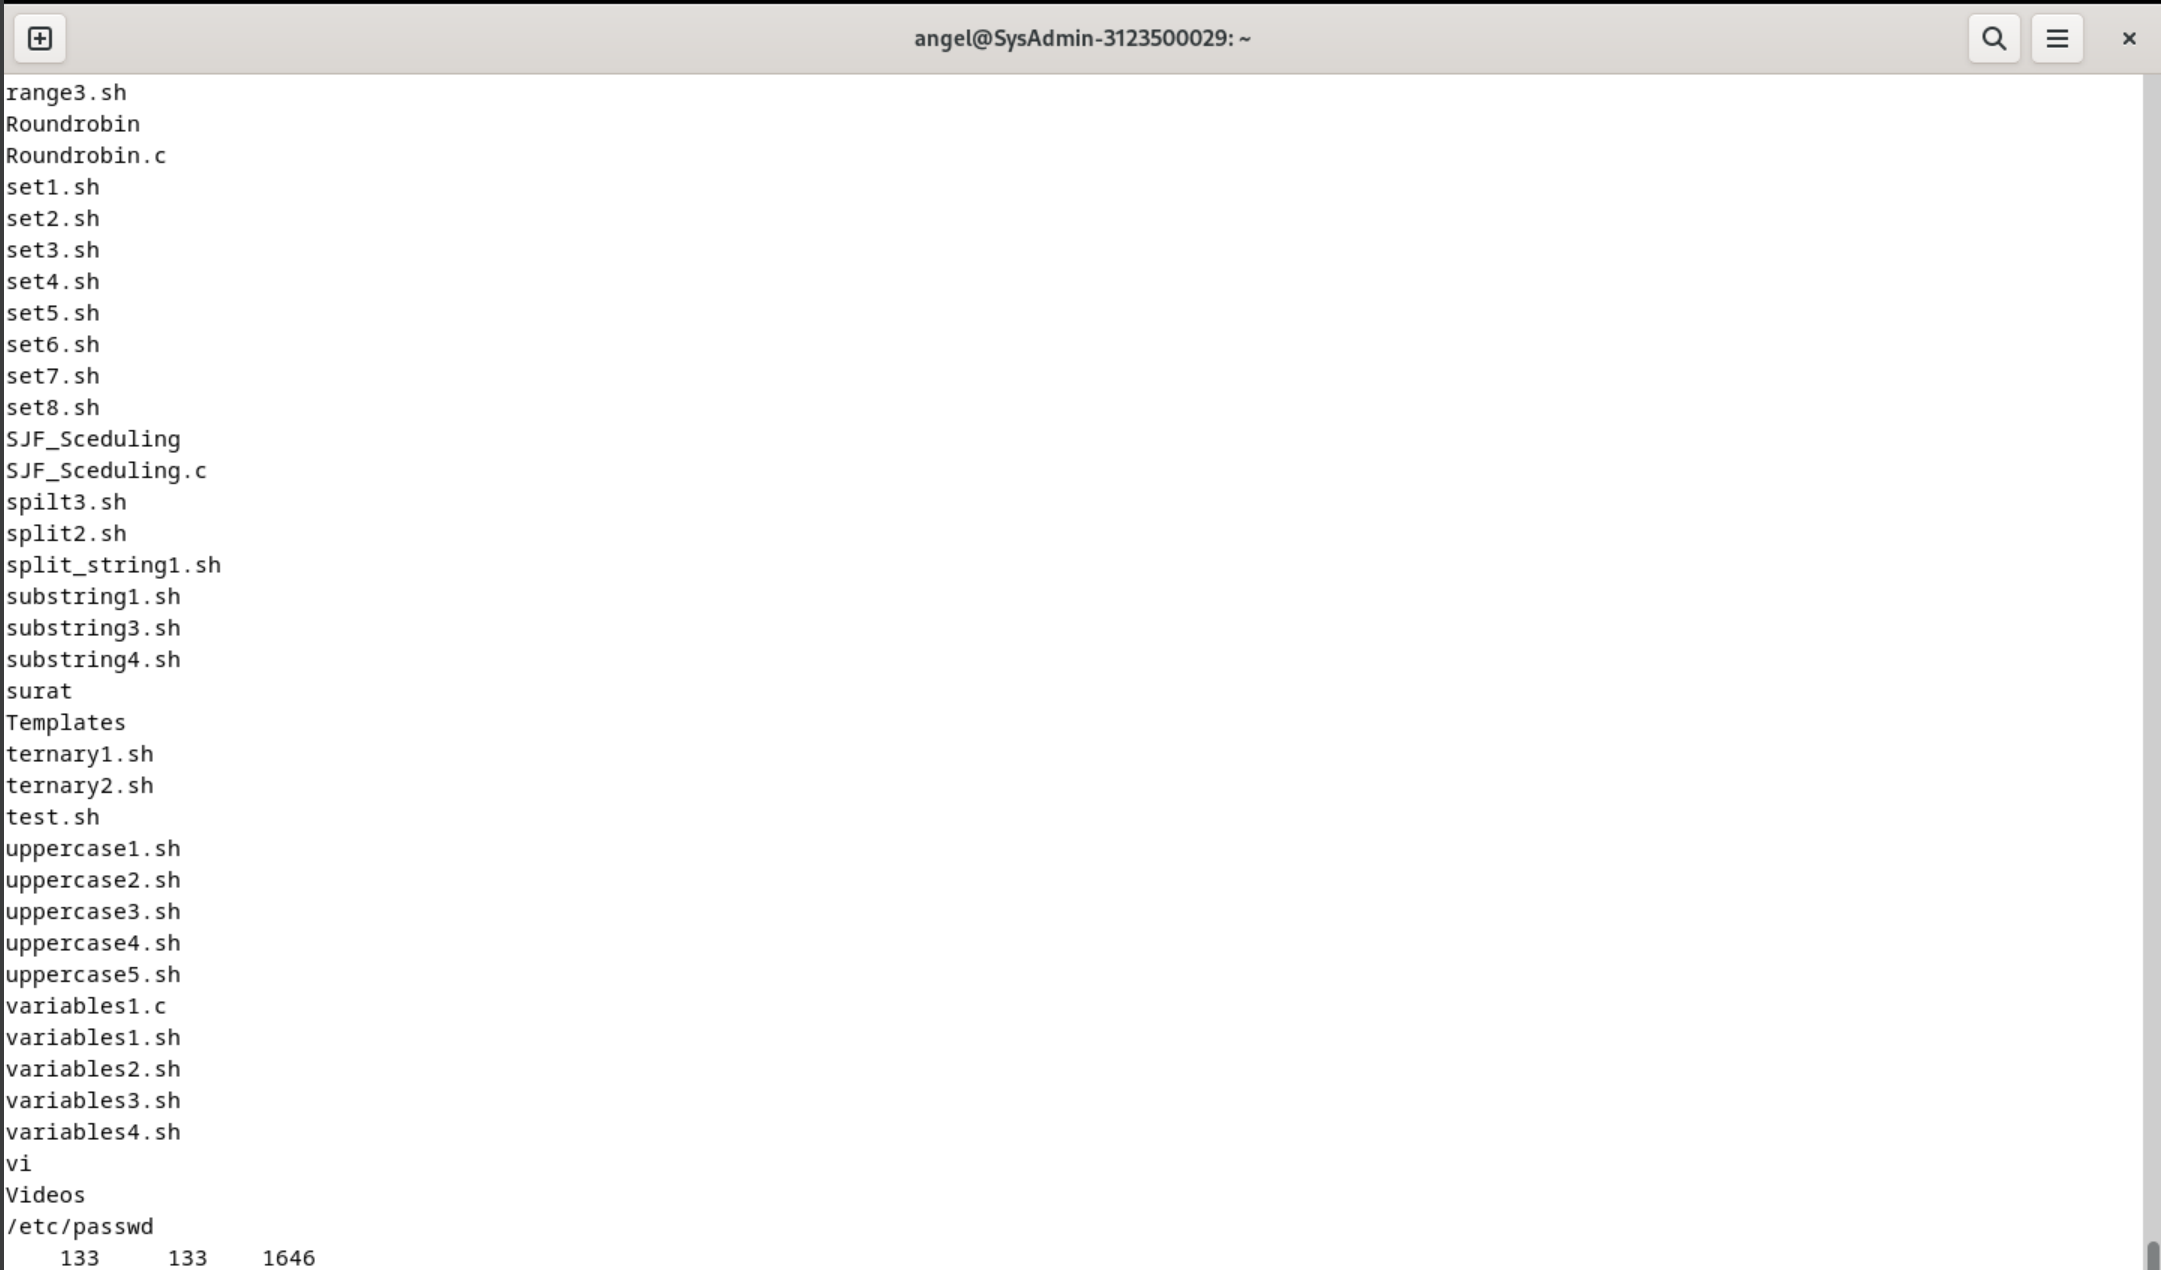 angel@SysAdmin-3123500029: ~
range3.sh
Roundrobin
Roundrobin.c
set1.sh
set2.sh
set3.sh
set4.sh
set5.sh
set6.sh
set7.sh
set8.sh
SJF_Sceduling
SJF_Sceduling.c
spilt3.sh
split2.sh
split_string1.sh
substring1.sh
substring3.sh
substring4.sh
surat
Templates
ternary1.sh
ternary2.sh
test.sh
uppercase1.sh
uppercase2.sh
uppercase3.sh
uppercase4.sh
uppercase5.sh
variables1.c
variables1.sh
variables2.sh
variables3.sh
variables4.sh
vi
Videos
/etc/passwd
    133     133    1646